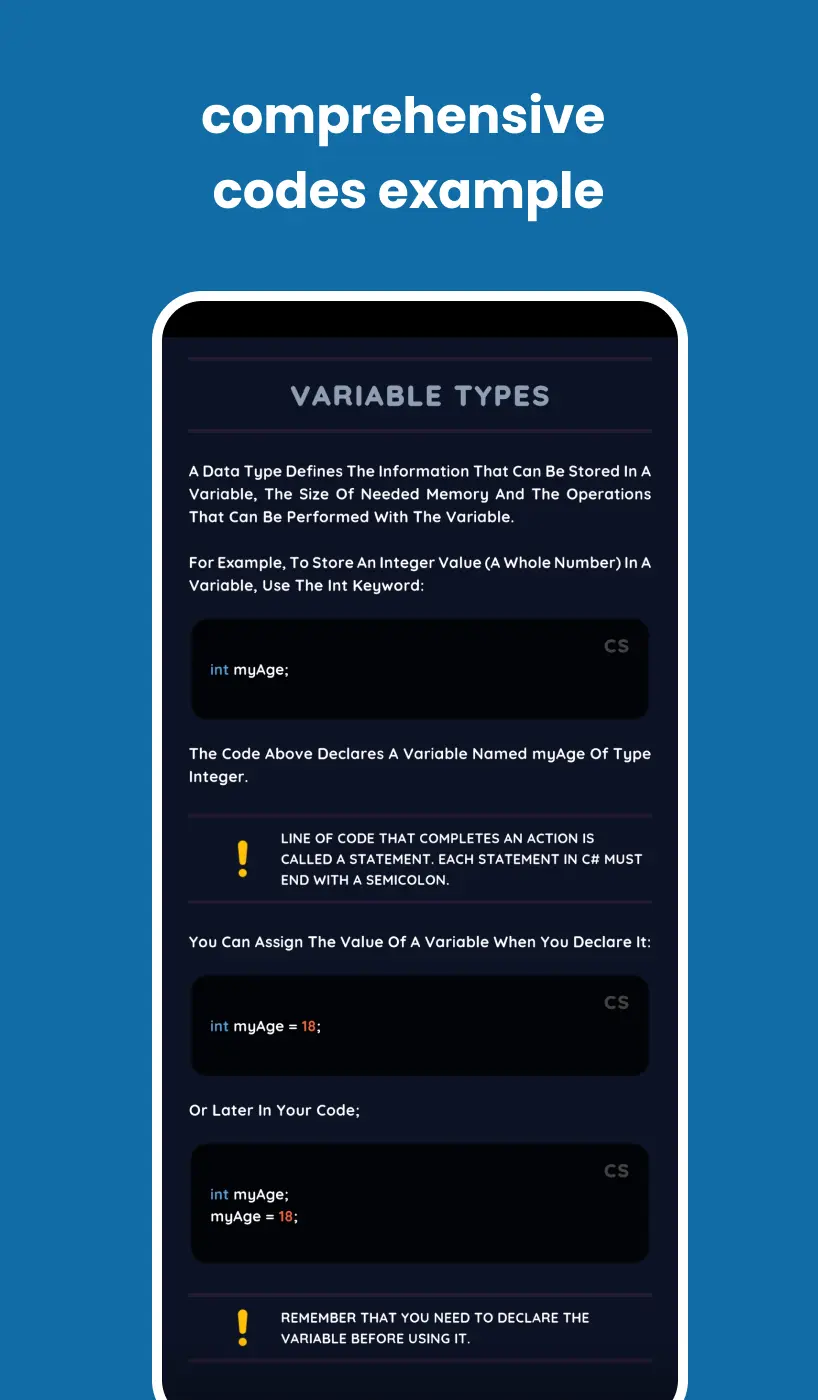 comprehensive
codes example
VARIABLE TYPES
A Data Type Defines The Information That Can Be Stored In A
Variable, The Size Of Needed Memory And The Operations
That Can Be Performed With The Variable.
For Example, To Store An Integer Value (A Whole Number) In A
Variable, Use The Int Keyword:
CS
int myAge;
The Code Above Declares A Variable Named myAge Of Type
Integer.
LINE OF CODE THAT COMPLETES AN ACTION IS
CALLED A STATEMENT. EACH STATEMENT IN C# MUST
END WITH A SEMICOLON.
You Can Assign The Value Of A Variable When You Declare It:
CS
int myAge = 18;
Or Later In Your Code;
CS
int myAge;
myAge = 18;
REMEMBER THAT YOU NEED TO DECLARE THE
VARIABLE BEFORE USING IT.